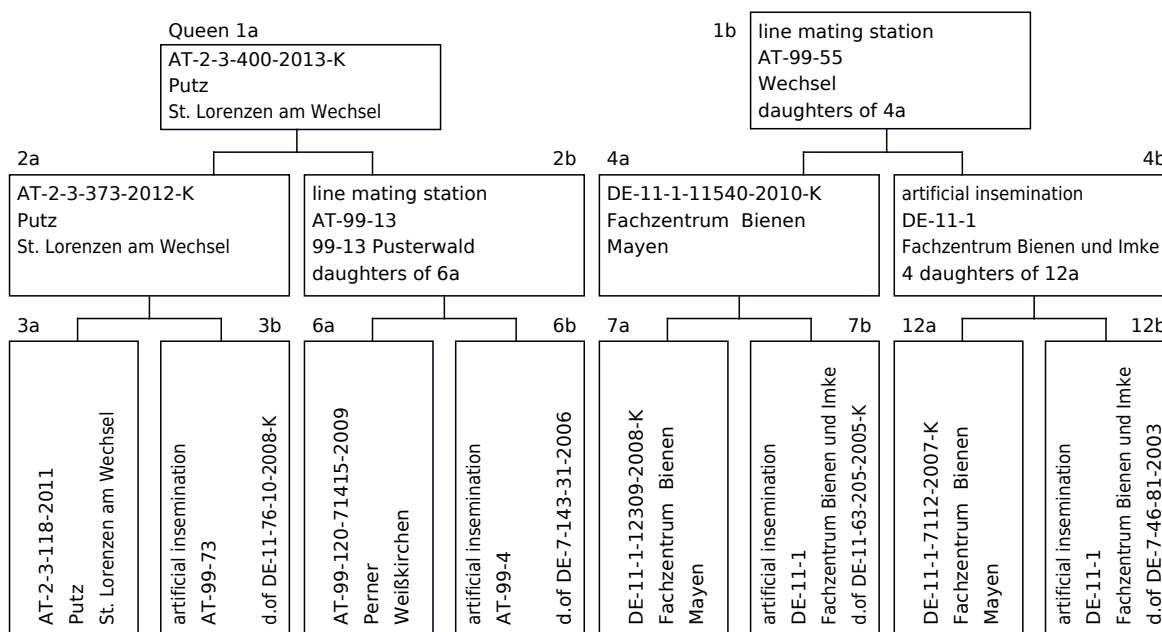 Queen 1a
AT-2-3-400-2013-K
Putz
St. Lorenzen am Wechsel
1b
line mating station
AT-99-55
Wechsel
daughters of 4a
2a
AT-2-3-373-2012-K
Putz
St. Lorenzen am Wechsel
2b
line mating station
AT-99-13
99-13 Pusterwald
daughters of 6a
4a
DE-11-1-11540-2010-K
Fachzentrum Bienen
Mayen
4b
artificial insemination
DE-11-1
Fachzentrum Bienen und Imke
4 daughters of 12a
3a
AT-2-3-118-2011
Putz
St. Lorenzen am Wechsel
3b
artificial insemination
AT-99-73
d.of DE-11-76-10-2008-K
6a
AT-99-120-71415-2009
Perner
Weißkirchen
6b
artificial insemination
AT-99-4
d.of DE-7-143-31-2006
7a
DE-11-1-12309-2008-K
Fachzentrum Bienen
Mayen
7b
artificial insemination
DE-11-1
Fachzentrum Bienen und Imke
d.of DE-11-63-205-2005-K
12a
DE-11-1-7112-2007-K
Fachzentrum Bienen
Mayen
12b
artificial insemination
DE-11-1
Fachzentrum Bienen und Imke
d.of DE-7-46-81-2003